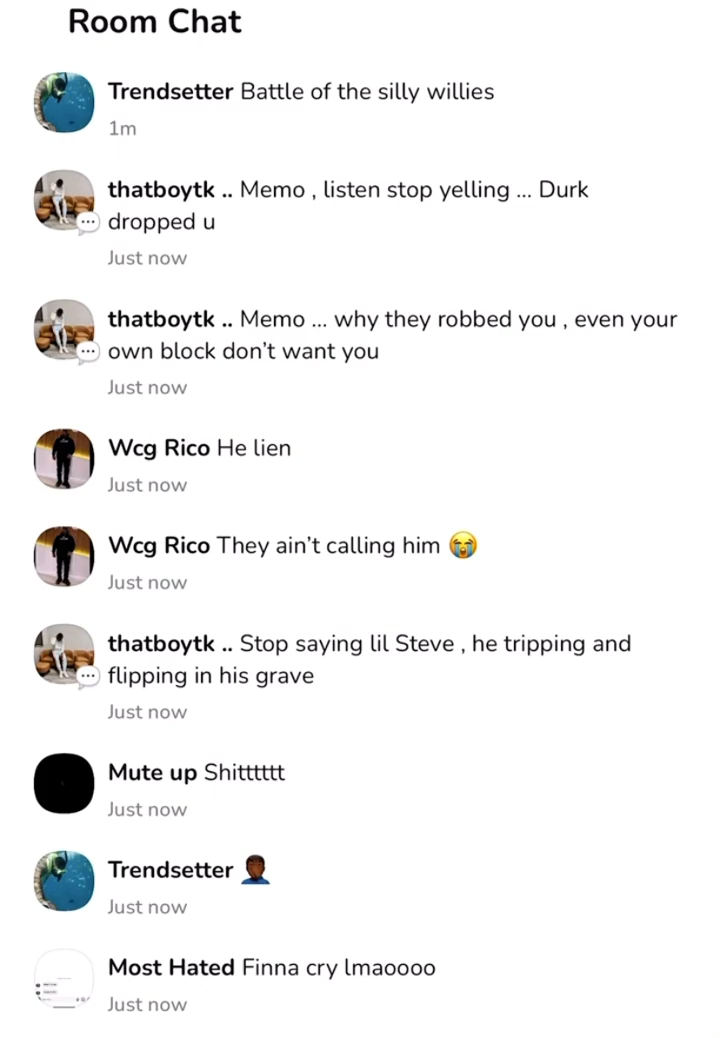 Room Chat
Trendsetter Battle of the silly willies
1m
thatboytk .. Memo , listen stop yelling ... Durk
dropped u
Just now
thatboytk .. Memo ... why they robbed you , even your
own block don’t want you
Just now
Wcg Rico He lien
Just now
Wcg Rico They ain’t calling him 😭
Just now
thatboytk .. Stop saying lil Steve , he tripping and
flipping in his grave
Just now
Mute up Shitttttt
Just now
Trendsetter 🤦🏿‍♂️
Just now
Most Hated Finna cry lmaoooo
Just now